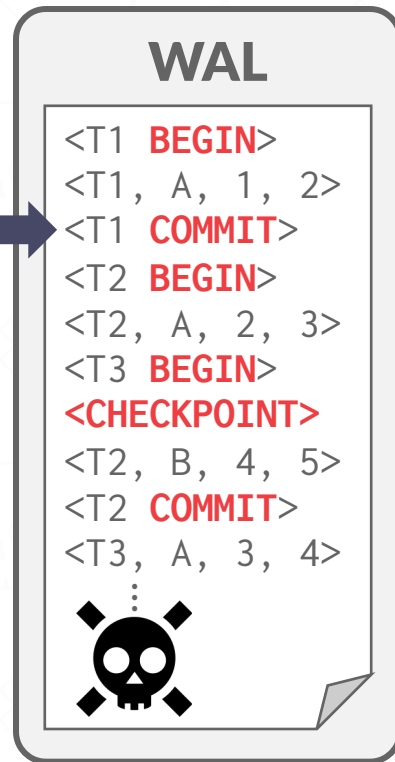 WAL
<T1 BEGIN>
<T1, A, 1, 2>
<T1 COMMIT>
<T2 BEGIN>
<T2, A, 2, 3>
<T3 BEGIN>
<CHECKPOINT>
<T2, B, 4, 5>
<T2 COMMIT>
<T3, A, 3, 4>
⋮